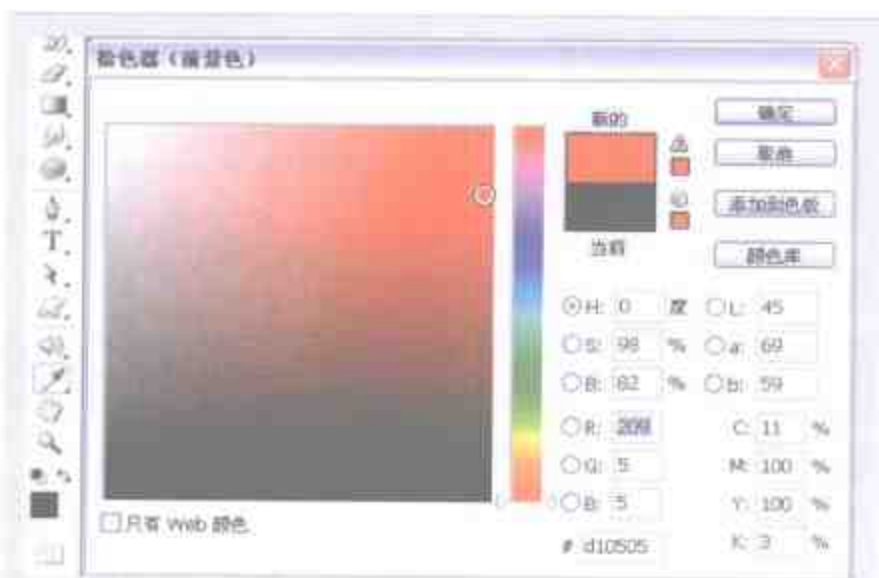 拾色器（前景色）
新的
当前
确定
取消
添加到色板
颜色库
H: 0 度
S: 98 %
B: 82 %
R: 209
G: 5
B: 5
# d10505
L: 45
a: 69
b: 59
C: 11 %
M: 100 %
Y: 100 %
K: 3 %
只有 Web 颜色
T